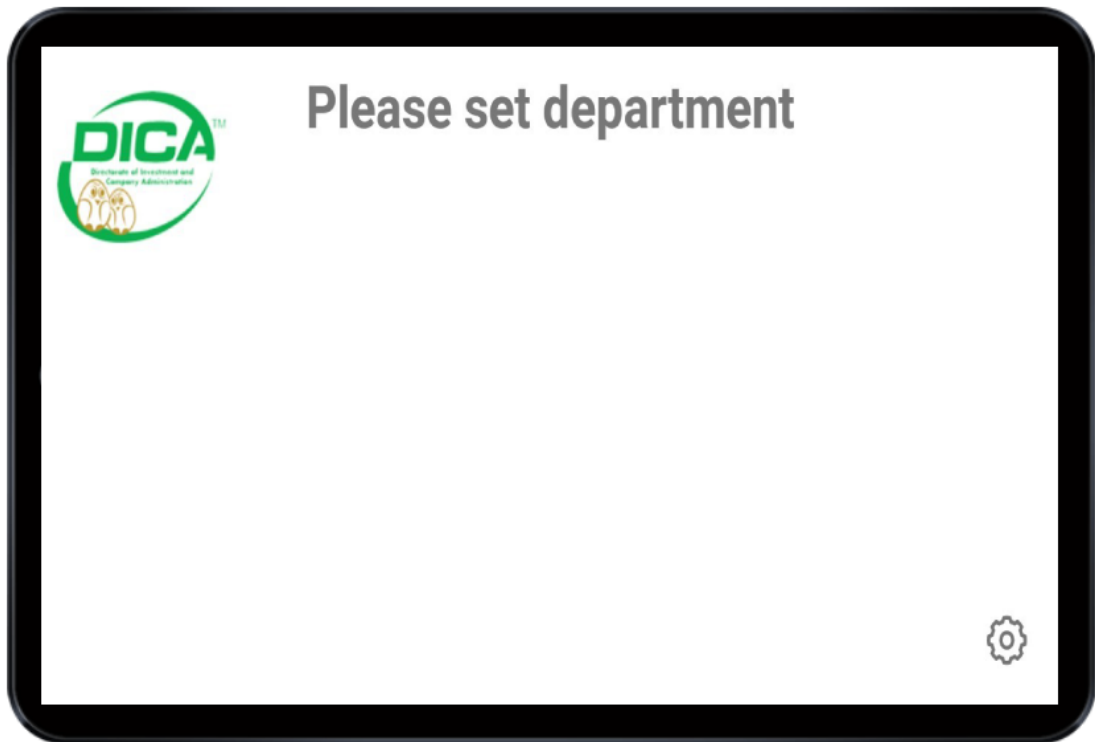 Please set department
DICA TM
Directorate of Investment and
Company Administration